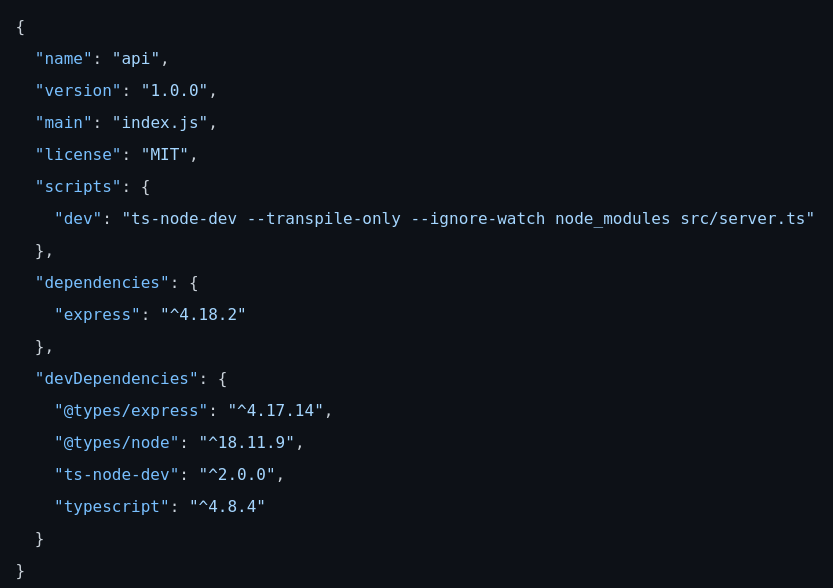 {
  "name": "api",
  "version": "1.0.0",
  "main": "index.js",
  "license": "MIT",
  "scripts": {
    "dev": "ts-node-dev --transpile-only --ignore-watch node_modules src/server.ts"
  },
  "dependencies": {
    "express": "^4.18.2"
  },
  "devDependencies": {
    "@types/express": "^4.17.14",
    "@types/node": "^18.11.9",
    "ts-node-dev": "^2.0.0",
    "typescript": "^4.8.4"
  }
}